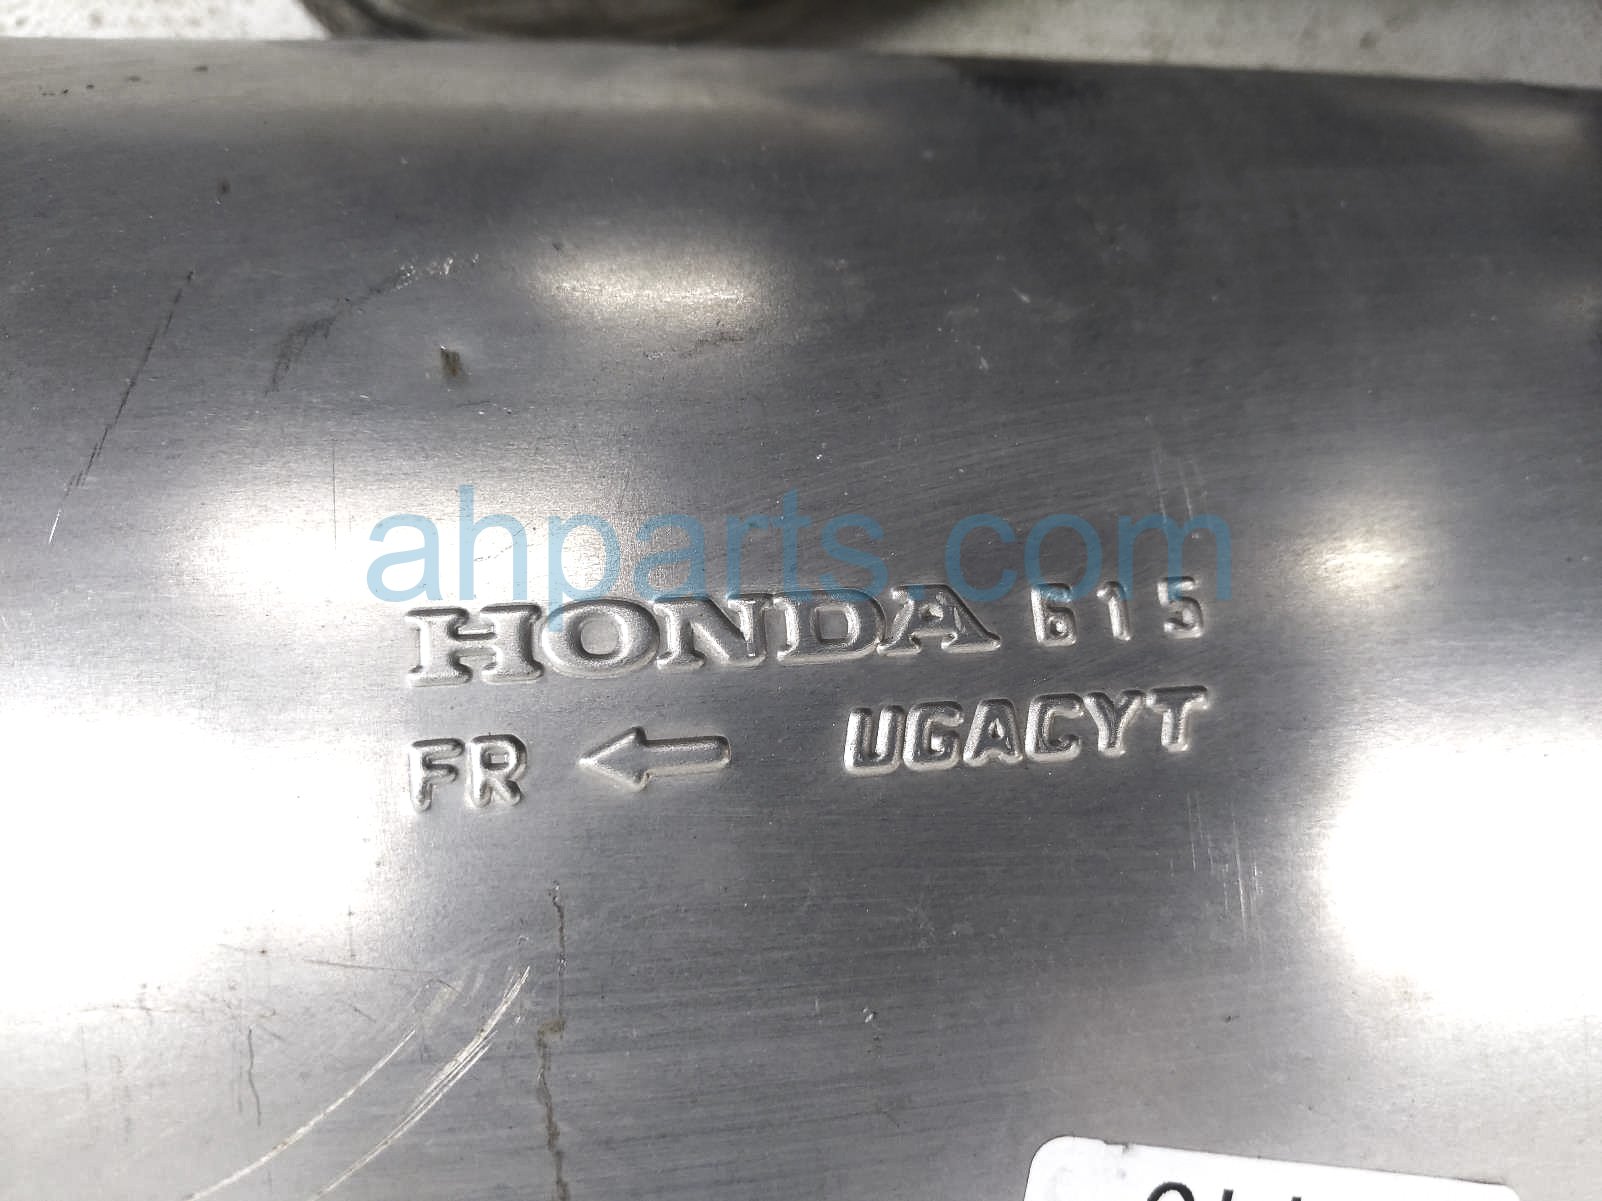 ahparts.com
HONDA 615
FR ← UGACYT